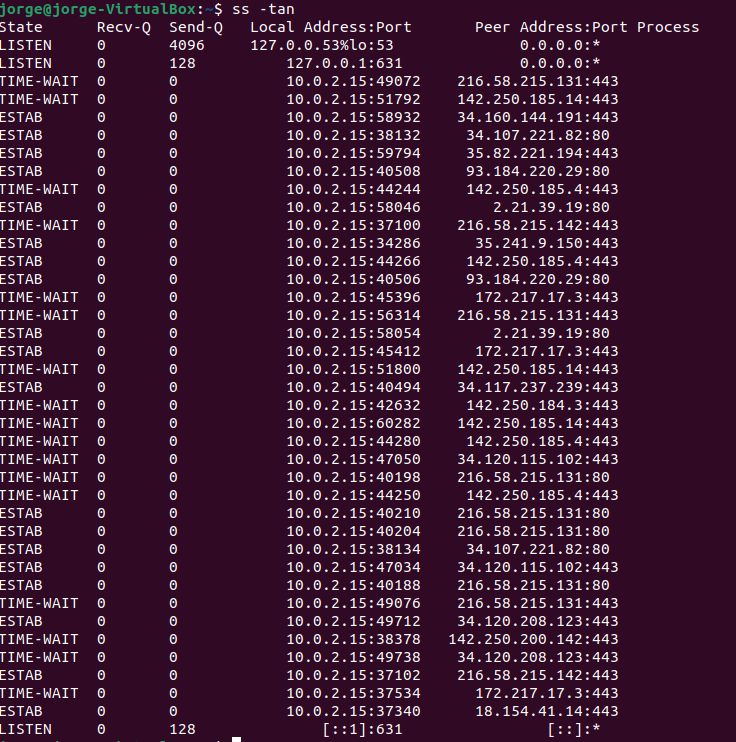 jorge@jorge-VirtualBox:~$ ss -tan
State Recv-Q Send-Q Local Address:Port Peer Address:Port Process
LISTEN 0 4096 127.0.0.53%lo:53 0.0.0.0:*
LISTEN 0 128 127.0.0.1:631 0.0.0.0:*
TIME-WAIT 0 0 10.0.2.15:49072 216.58.215.131:443
TIME-WAIT 0 0 10.0.2.15:51792 142.250.185.14:443
ESTAB 0 0 10.0.2.15:58932 34.160.144.191:443
ESTAB 0 0 10.0.2.15:38132 34.107.221.82:80
ESTAB 0 0 10.0.2.15:59794 35.82.221.194:443
ESTAB 0 0 10.0.2.15:40508 93.184.220.29:80
TIME-WAIT 0 0 10.0.2.15:44244 142.250.185.4:443
ESTAB 0 0 10.0.2.15:58046 2.21.39.19:80
TIME-WAIT 0 0 10.0.2.15:37100 216.58.215.142:443
ESTAB 0 0 10.0.2.15:34286 35.241.9.150:443
ESTAB 0 0 10.0.2.15:44266 142.250.185.4:443
ESTAB 0 0 10.0.2.15:40506 93.184.220.29:80
TIME-WAIT 0 0 10.0.2.15:45396 172.217.17.3:443
TIME-WAIT 0 0 10.0.2.15:56314 216.58.215.131:443
ESTAB 0 0 10.0.2.15:58054 2.21.39.19:80
ESTAB 0 0 10.0.2.15:45412 172.217.17.3:443
TIME-WAIT 0 0 10.0.2.15:51800 142.250.185.14:443
ESTAB 0 0 10.0.2.15:40494 34.117.237.239:443
TIME-WAIT 0 0 10.0.2.15:42632 142.250.184.3:443
TIME-WAIT 0 0 10.0.2.15:60282 142.250.185.14:443
TIME-WAIT 0 0 10.0.2.15:44280 142.250.185.4:443
ESTAB 0 0 10.0.2.15:47050 34.120.115.102:443
TIME-WAIT 0 0 10.0.2.15:40198 216.58.215.131:80
TIME-WAIT 0 0 10.0.2.15:44250 142.250.185.4:443
ESTAB 0 0 10.0.2.15:40210 216.58.215.131:80
ESTAB 0 0 10.0.2.15:40204 216.58.215.131:80
ESTAB 0 0 10.0.2.15:38134 34.107.221.82:80
ESTAB 0 0 10.0.2.15:47034 34.120.115.102:443
ESTAB 0 0 10.0.2.15:40188 216.58.215.131:80
TIME-WAIT 0 0 10.0.2.15:49076 216.58.215.131:443
ESTAB 0 0 10.0.2.15:49712 34.120.208.123:443
TIME-WAIT 0 0 10.0.2.15:38378 142.250.200.142:443
TIME-WAIT 0 0 10.0.2.15:49738 34.120.208.123:443
ESTAB 0 0 10.0.2.15:37102 216.58.215.142:443
TIME-WAIT 0 0 10.0.2.15:37534 172.217.17.3:443
ESTAB 0 0 10.0.2.15:37340 18.154.41.14:443
LISTEN 0 128 [::1]:631 [::]:*